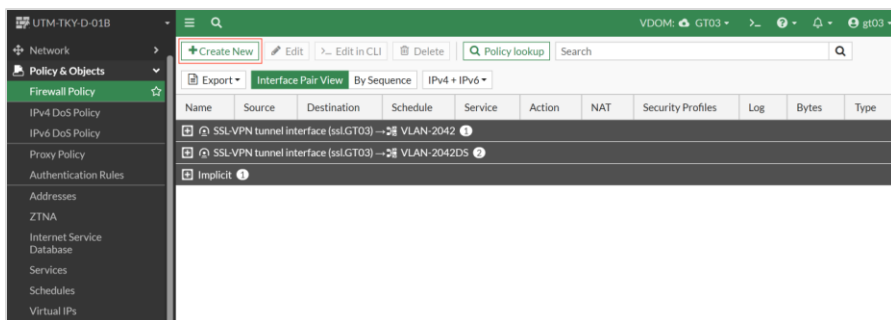 UTM-TKY-D-01B
VDOM: GT03
gt03
Network
Policy & Objects
Firewall Policy
IPv4 DoS Policy
IPv6 DoS Policy
Proxy Policy
Authentication Rules
Addresses
ZTNA
Internet Service
Database
Services
Schedules
Virtual IPs
+Create New Edit >_ Edit in CLI Delete Policy lookup Search
Export Interface Pair View By Sequence IPv4 + IPv6
Name Source Destination Schedule Service Action NAT Security Profiles Log Bytes Type
SSL-VPN tunnel interface (ssl.GT03) → VLAN-2042 1
SSL-VPN tunnel interface (ssl.GT03) → VLAN-2042DS 2
Implicit 1